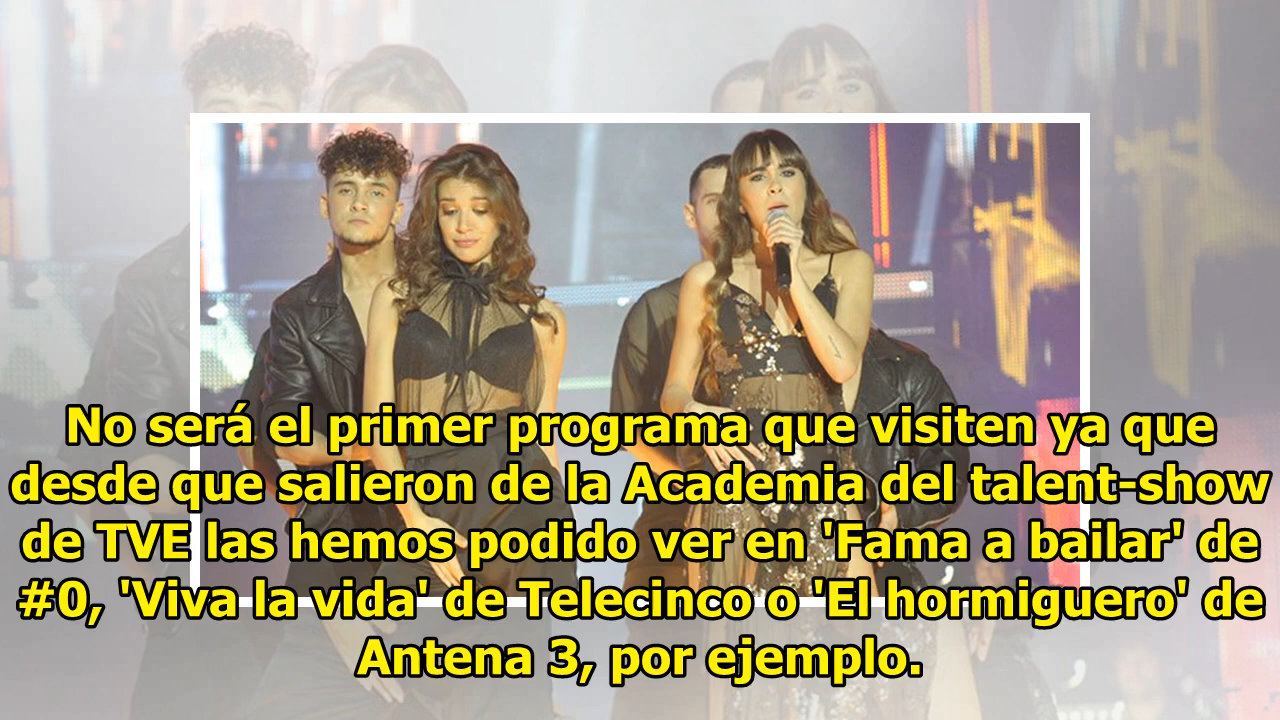 No será el primer programa que visiten ya que
desde que salieron de la Academia del talent-show
de TVE las hemos podido ver en 'Fama a bailar' de
#0, 'Viva la vida' de Telecinco o 'El hormiguero' de
Antena 3, por ejemplo.